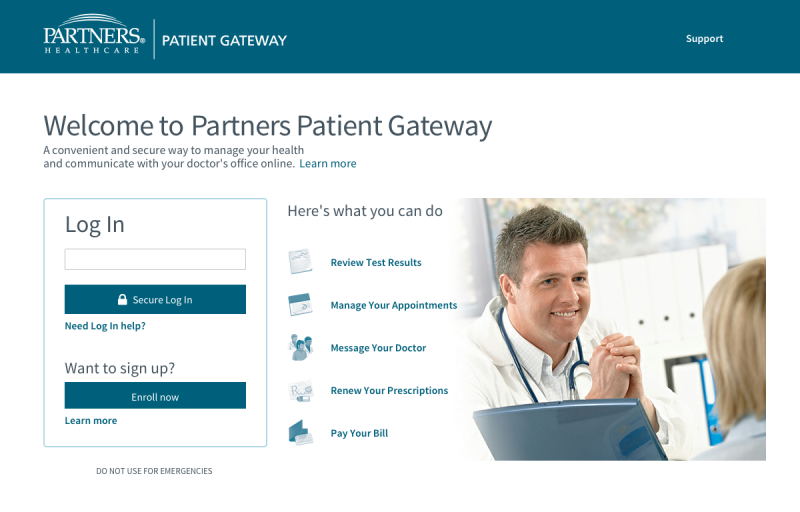 PARTNERS®
HEALTHCARE
PATIENT GATEWAY
Support
Welcome to Partners Patient Gateway
A convenient and secure way to manage your health
and communicate with your doctor's office online. Learn more
Log In
Secure Log In
Need Log In help?
Want to sign up?
Enroll now
Learn more
DO NOT USE FOR EMERGENCIES
Here's what you can do
Review Test Results
Manage Your Appointments
Message Your Doctor
Renew Your Prescriptions
Pay Your Bill